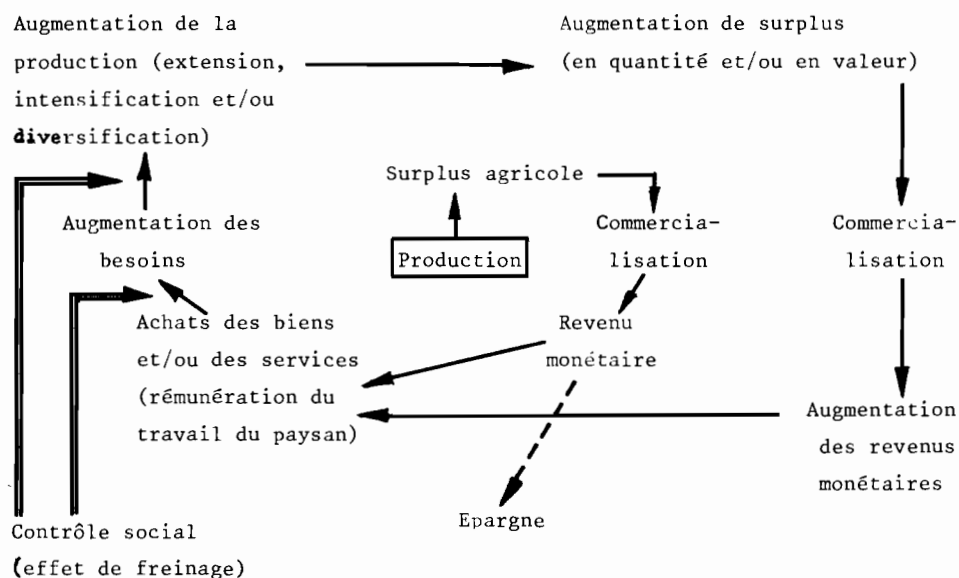 Augmentation de la
production (extension,
intensification et/ou
diversification)
Augmentation de surplus
(en quantité et/ou en valeur)
Surplus agricole
Production
Commercia-
lisation
Commercia-
lisation
Augmentation des
besoins
Achats des biens
et/ou des services
(rémunération du
travail du paysan)
Revenu
monétaire
Augmentation
des revenus
monétaires
Epargne
Contrôle social
(effet de freinage)